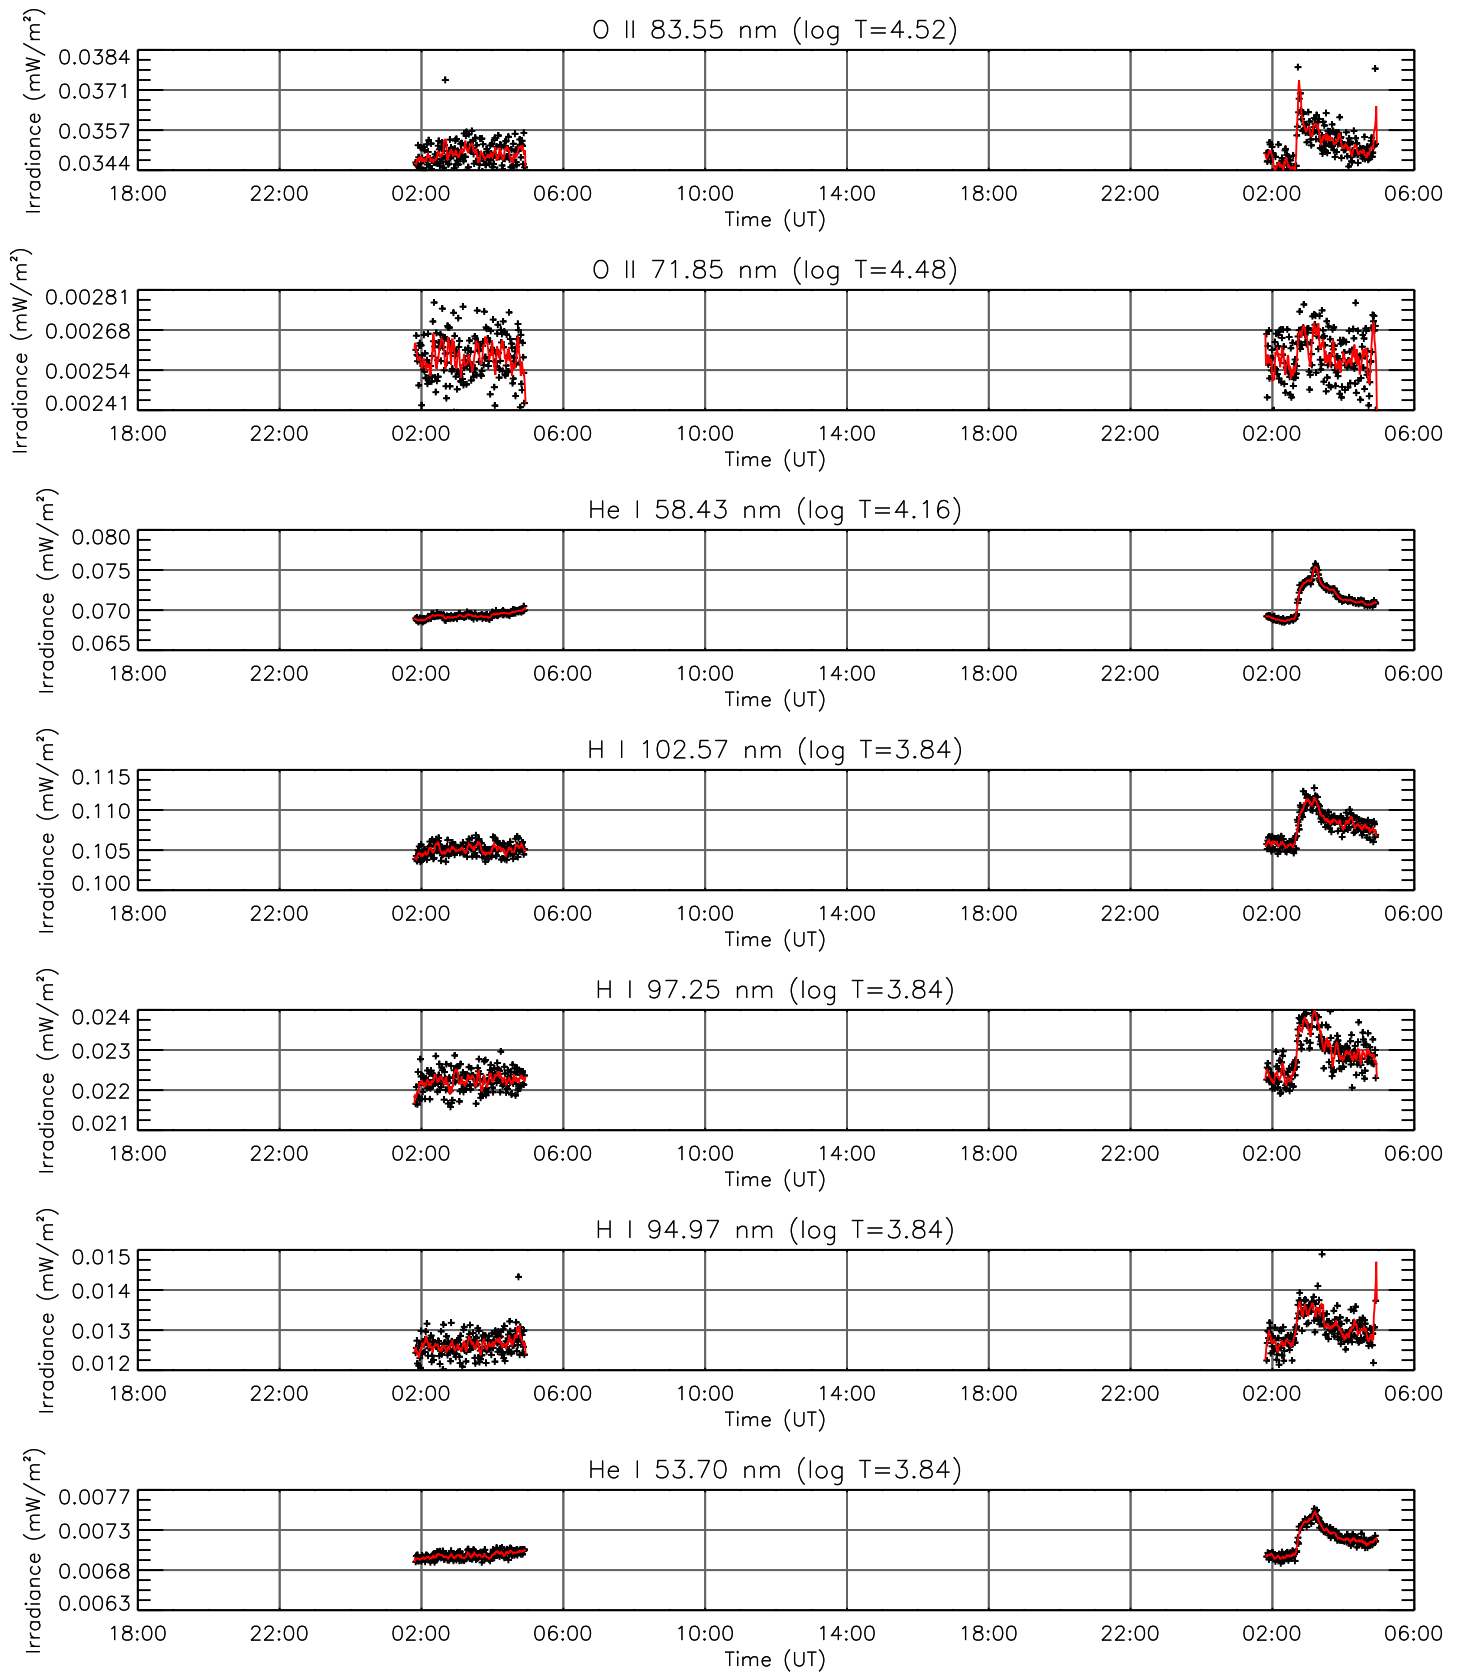 O II 83.55 nm (log T=4.52)
Irradiance (mW/m²)
0.0384
0.0371
0.0357
0.0344
18:00 22:00 02:00 06:00 10:00 14:00 18:00 22:00 02:00 06:00
Time (UT)
O II 71.85 nm (log T=4.48)
Irradiance (mW/m²)
0.00281
0.00268
0.00254
0.00241
18:00 22:00 02:00 06:00 10:00 14:00 18:00 22:00 02:00 06:00
Time (UT)
He I 58.43 nm (log T=4.16)
Irradiance (mW/m²)
0.080
0.075
0.070
0.065
18:00 22:00 02:00 06:00 10:00 14:00 18:00 22:00 02:00 06:00
Time (UT)
H I 102.57 nm (log T=3.84)
Irradiance (mW/m²)
0.115
0.110
0.105
0.100
18:00 22:00 02:00 06:00 10:00 14:00 18:00 22:00 02:00 06:00
Time (UT)
H I 97.25 nm (log T=3.84)
Irradiance (mW/m²)
0.024
0.023
0.022
0.021
18:00 22:00 02:00 06:00 10:00 14:00 18:00 22:00 02:00 06:00
Time (UT)
H I 94.97 nm (log T=3.84)
Irradiance (mW/m²)
0.015
0.014
0.013
0.012
18:00 22:00 02:00 06:00 10:00 14:00 18:00 22:00 02:00 06:00
Time (UT)
He I 53.70 nm (log T=3.84)
Irradiance (mW/m²)
0.0077
0.0073
0.0068
0.0063
18:00 22:00 02:00 06:00 10:00 14:00 18:00 22:00 02:00 06:00
Time (UT)